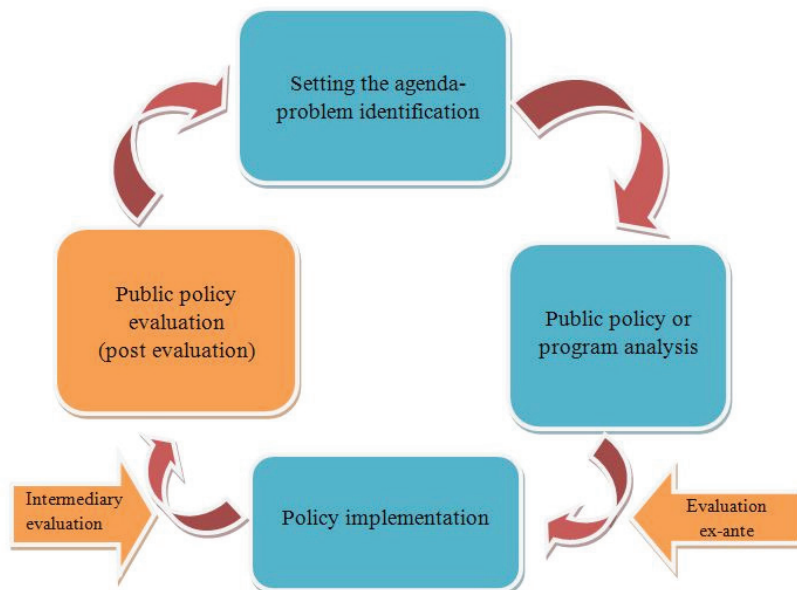 Setting the agenda-
problem identification
Public policy
evaluation
(post evaluation)
Public policy or
program analysis
Intermediary
evaluation
Policy implementation
Evaluation
ex-ante